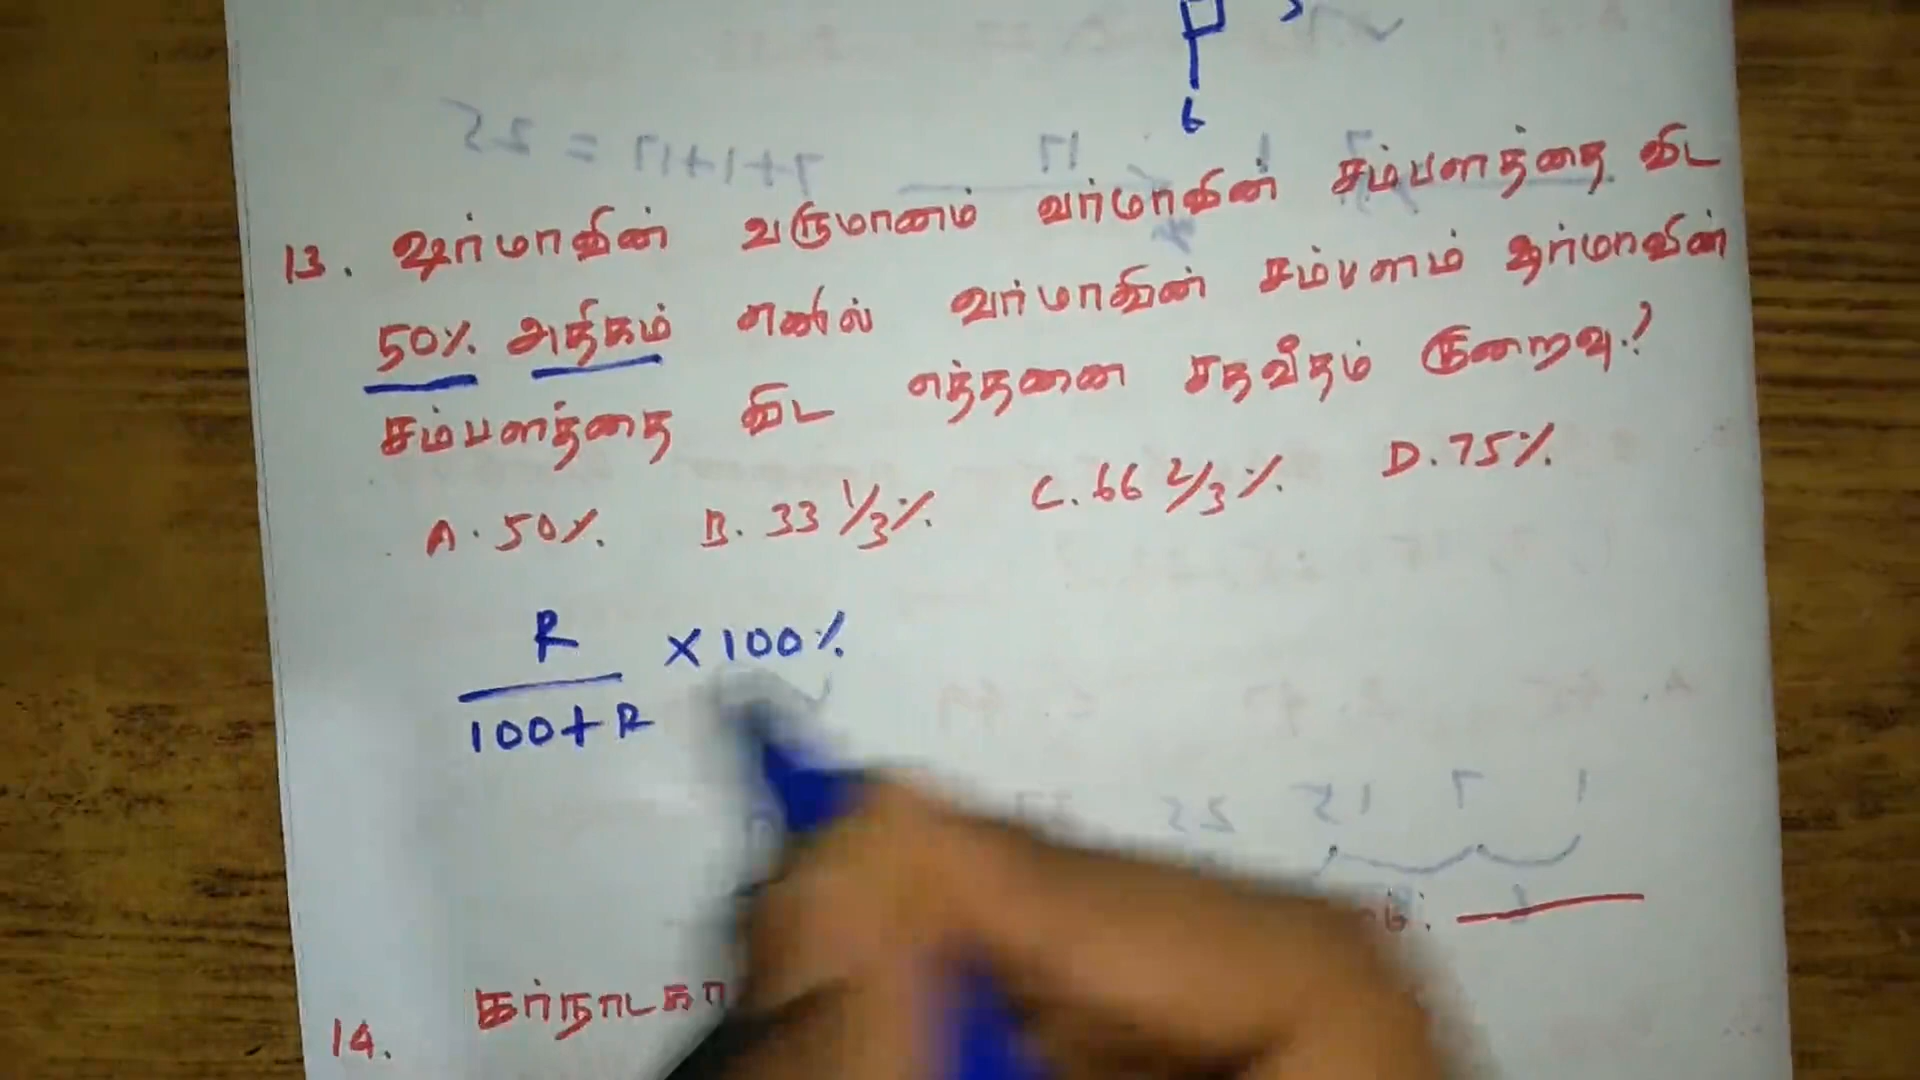 6
13. ஷர்மாவின் வருமானம் வர்மாவின் சம்பளத்தை விட
50% அதிகம் எனில் வர்மாவின் சம்பளம் ஷர்மாவின்
சம்பளத்தை விட எத்தனை சதவீதம் குறைவு.?
A. 50% B. 33 1/3% C. 66 2/3% D. 75%
R × 100%
100+R
14. கர்நாடகா